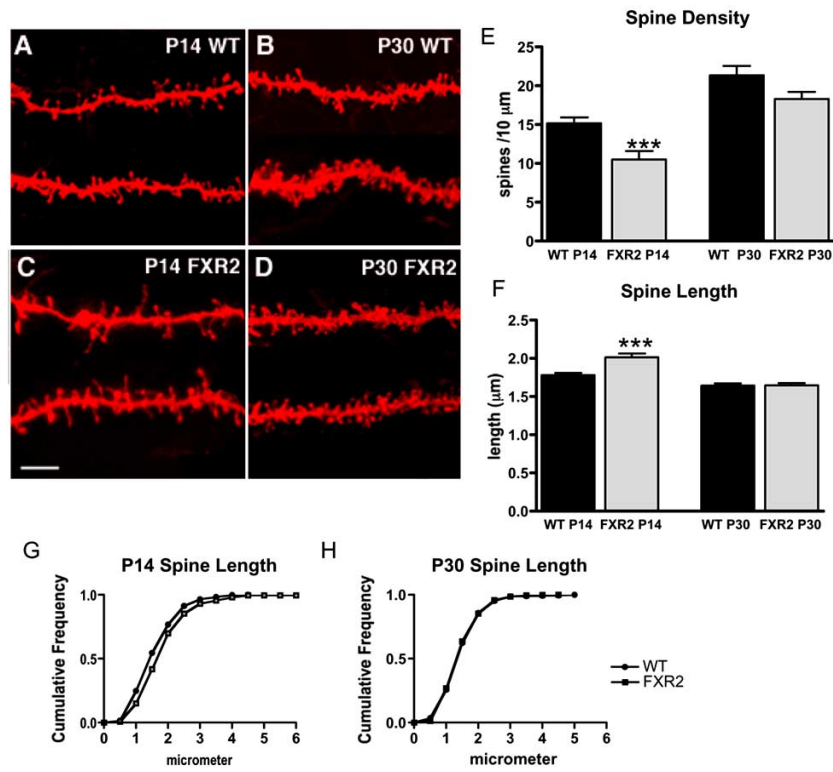 A P14 WT
B P30 WT
C P14 FXR2
D P30 FXR2
E
Spine Density
25
20
15
10
5
0
spines /10 μm
***
WT P14 FXR2 P14 WT P30 FXR2 P30
F
Spine Length
2.5
2.0
1.5
1.0
0.5
0.0
length (μm)
***
WT P14 FXR2 P14 WT P30 FXR2 P30
G
P14 Spine Length
Cumulative Frequency
1.0
0.5
0.0
0 1 2 3 4 5 6
micrometer
H
P30 Spine Length
Cumulative Frequency
1.0
0.5
0.0
0 1 2 3 4 5 6
micrometer
WT
FXR2